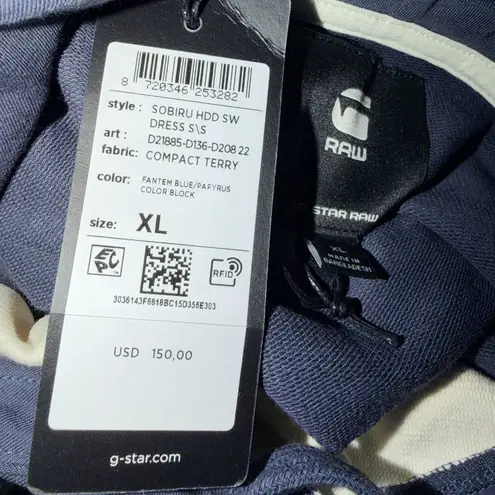 8 720346 253282
style : SOBIRU HDD SW
DRESS S\S
art : D21885-D136-D208 22
fabric: COMPACT TERRY
color: FANTEM BLUE/PAPYRUS
COLOR BLOCK
size: XL
EPC
TM
RFID
3036143F6818BC15D356E303
USD 150,00
g-star.com
RAW
STAR RAW
XL
MADE IN
BANGLADESH